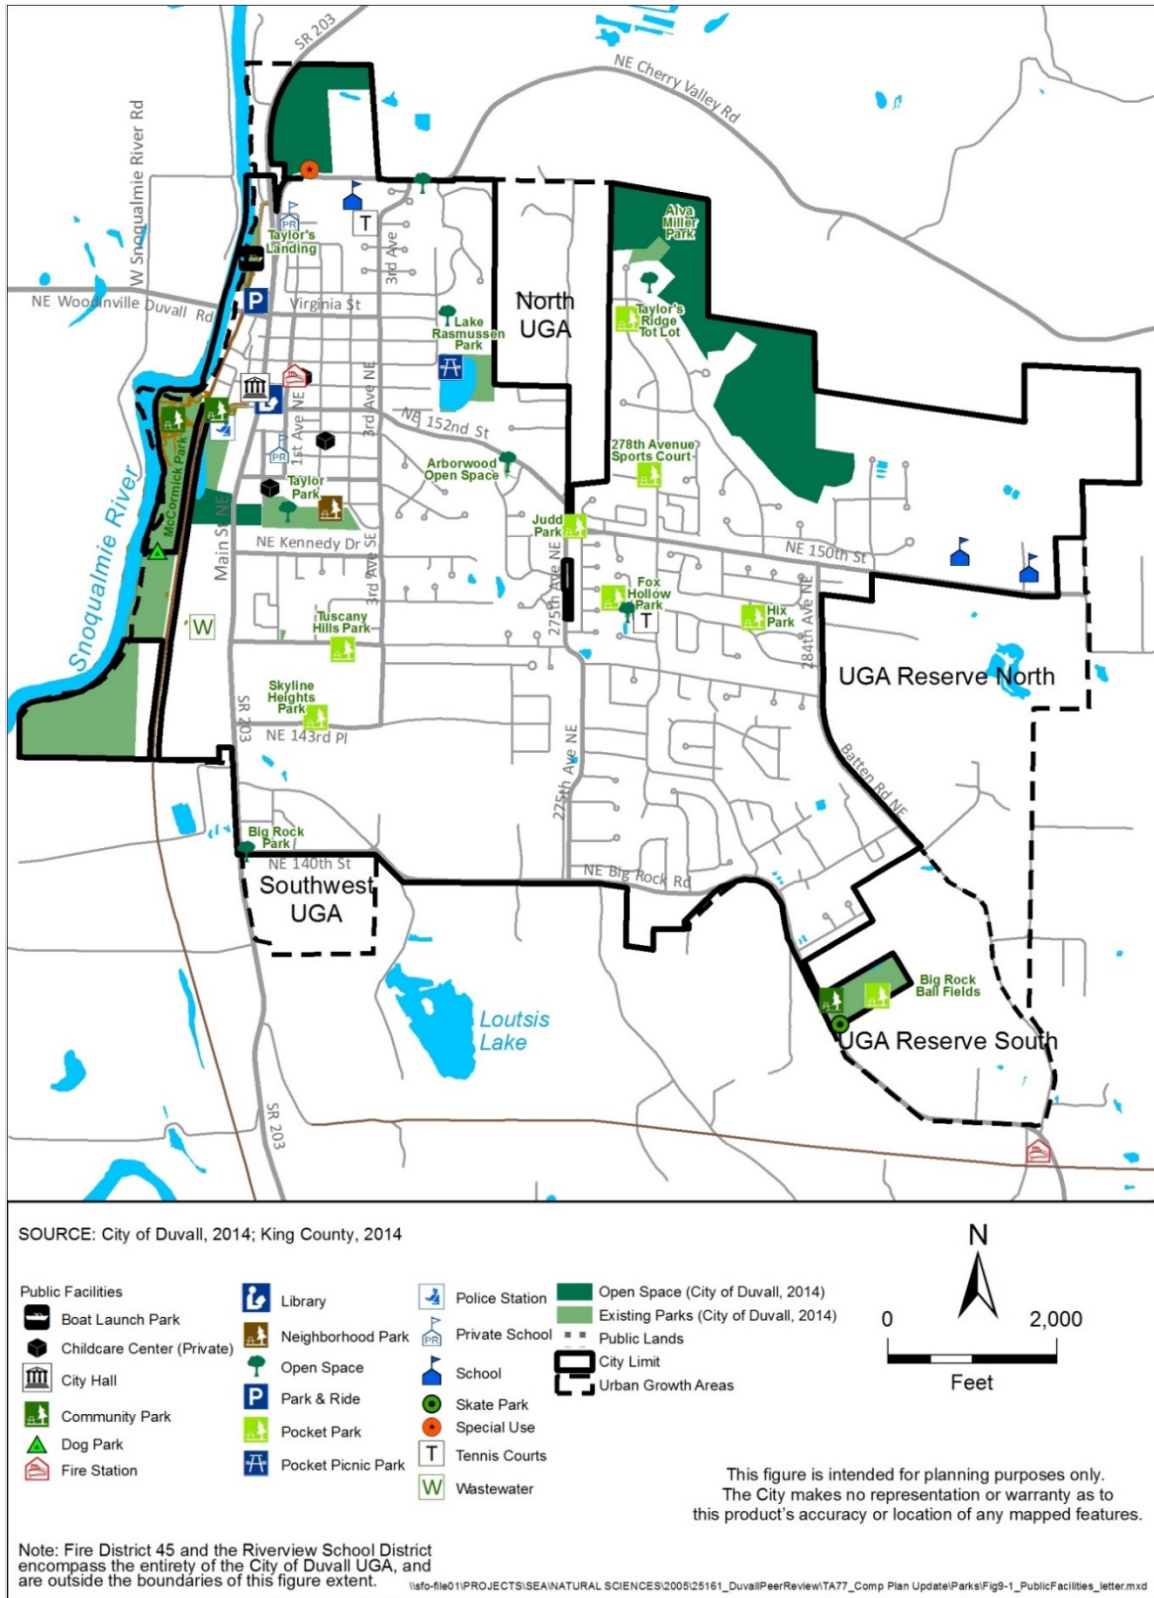 SR 203
NE Cherry Valley Rd
W Snoqualmie River Rd
PR
Taylor's
Landing
T
3rd Ave
Alva
Miller
Park
NE Woodinville Duvall Rd
P
Virginia St
North
UGA
Lake
Rasmussen
Park
Taylor's
Ridge
Tot Lot
1st Ave NE
3rd Ave NE
NE 152nd St
PR
278th Avenue
Sports Court
Arborwood
Open Space
McCormick Park
Taylor
Park
Snoqualmie River
Main St NE
NE Kennedy Dr
3rd Ave SE
Judd
Park
NE 150th St
275th Ave NE
Fox
Hollow
Park
T
Hix
Park
284th Ave NE
W
Tuscany
Hills Park
UGA Reserve North
Skyline
Heights
Park
SR 203
NE 143rd Pl
275th Ave NE
Batten Rd NE
Big Rock
Park
NE 140th St
NE Big Rock Rd
Southwest
UGA
Big Rock
Ball Fields
Loutsis
Lake
UGA Reserve South
SR 203
SOURCE: City of Duvall, 2014; King County, 2014
Public Facilities
Boat Launch Park
Childcare Center (Private)
City Hall
Community Park
Dog Park
Fire Station
Library
Neighborhood Park
Open Space
P Park & Ride
Pocket Park
Pocket Picnic Park
Police Station
PR Private School
School
Skate Park
Special Use
T Tennis Courts
W Wastewater
Open Space (City of Duvall, 2014)
Existing Parks (City of Duvall, 2014)
Public Lands
City Limit
Urban Growth Areas
N
0 2,000
Feet
This figure is intended for planning purposes only.
The City makes no representation or warranty as to
this product's accuracy or location of any mapped features.
Note: Fire District 45 and the Riverview School District
encompass the entirety of the City of Duvall UGA, and
are outside the boundaries of this figure extent.
\\sfo-file01\PROJECTS\SEA\NATURAL SCIENCES\2005\25161_DuvallPeerReview\TA77_Comp Plan Update\Parks\Fig9-1_PublicFacilities_letter.mxd